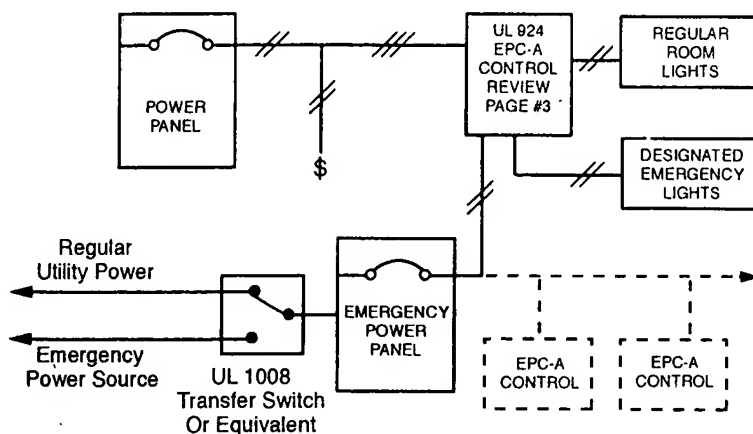 POWER
PANEL
$
UL 924
EPC-A
CONTROL
REVIEW
PAGE #3
REGULAR
ROOM
LIGHTS
DESIGNATED
EMERGENCY
LIGHTS
Regular
Utility Power
Emergency
Power Source
UL 1008
Transfer Switch
Or Equivalent
EMERGENCY
POWER
PANEL
EPC-A
CONTROL
EPC-A
CONTROL